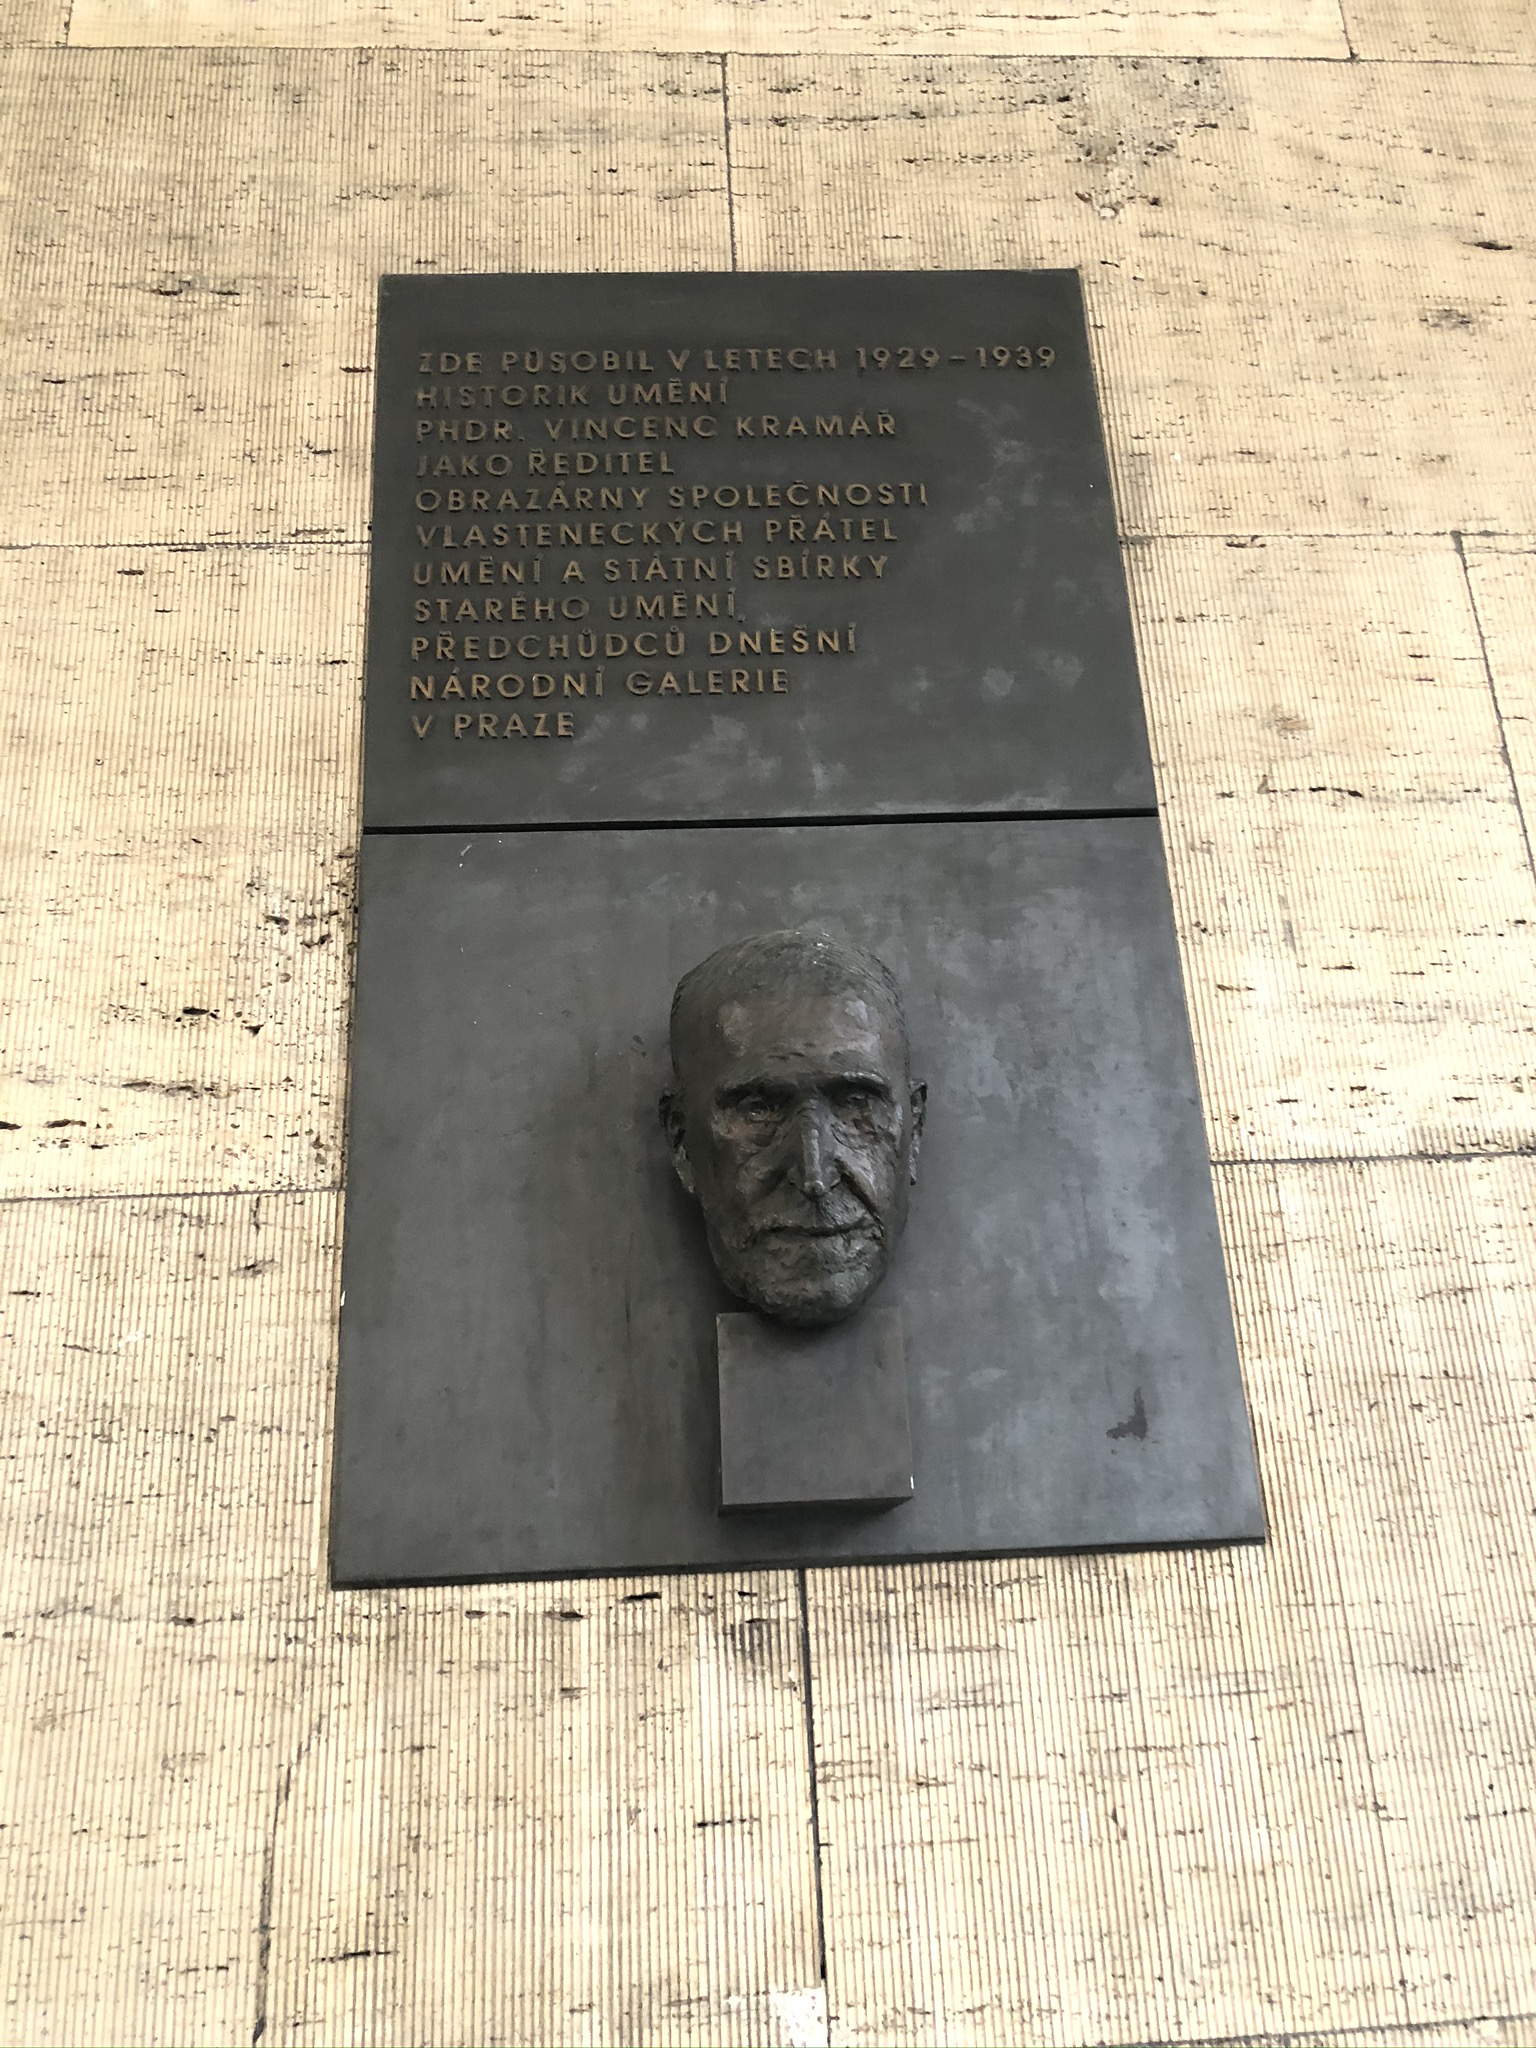 ZDE PŮSOBIL V LETECH 1929 – 1939
HISTORIK UMĚNÍ
PHDR. VINCENC KRAMÁŘ
JAKO ŘEDITEL
OBRAZÁRNY SPOLEČNOSTI
VLASTENECKÝCH PŘÁTEL
UMĚNÍ A STÁTNÍ SBÍRKY
STARÉHO UMĚNÍ,
PŘEDCHŮDCŮ DNEŠNÍ
NÁRODNÍ GALERIE
V PRAZE